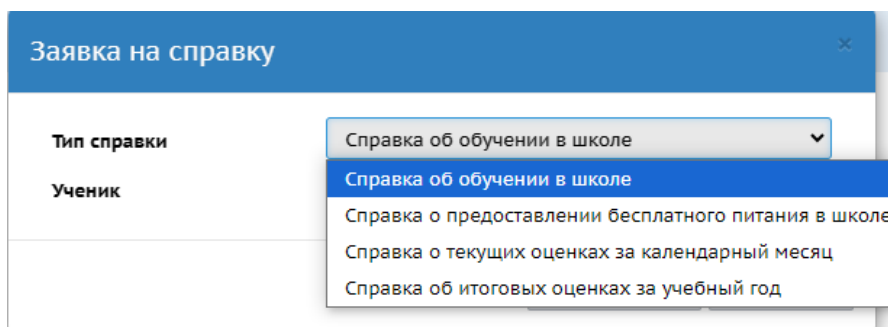 Заявка на справку ×
Тип справки Справка об обучении в школе
Ученик Справка об обучении в школе
Справка о предоставлении бесплатного питания в школе
Справка о текущих оценках за календарный месяц
Справка об итоговых оценках за учебный год